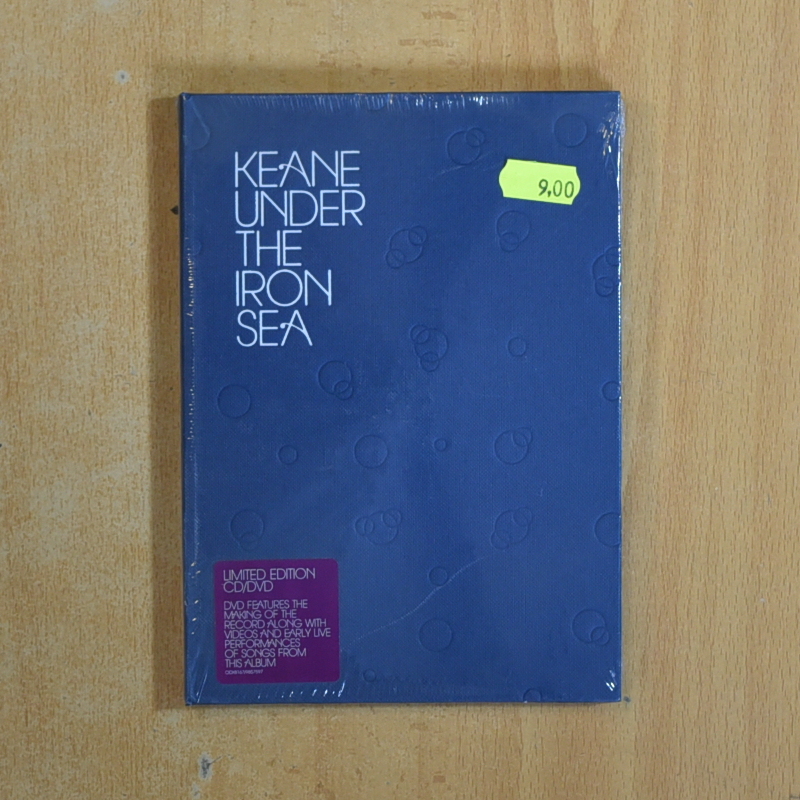 KEANE
UNDER
THE
IRON
SEA
9,00
LIMITED EDITION
CD/DVD
DVD FEATURES THE
MAKING OF THE
RECORD ALONG WITH
VIDEOS AND EARLY LIVE
PERFORMANCES
OF SONGS FROM
THIS ALBUM